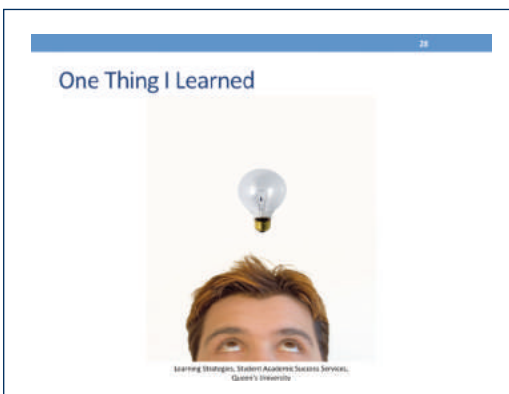 28
One Thing I Learned
Learning Strategies, Student Academic Success Services,
Queen's University